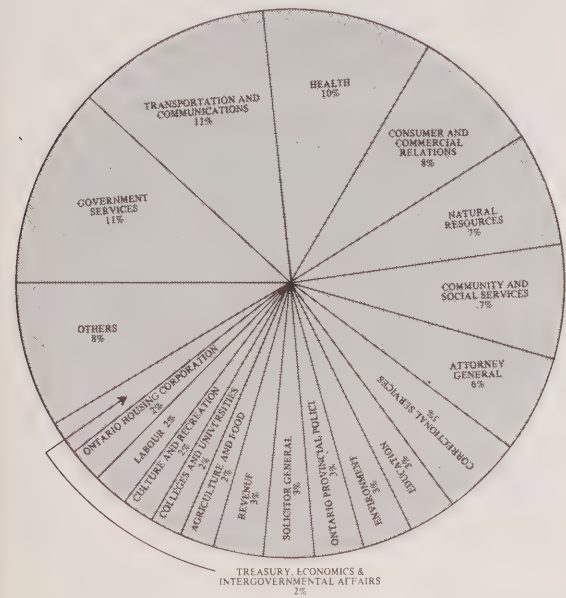 HEALTH
10%
TRANSPORTATION AND
COMMUNICATIONS
11%
CONSUMER AND
COMMERCIAL
RELATIONS
8%
GOVERNMENT
SERVICES
11%
NATURAL
RESOURCES
7%
COMMUNITY AND
SOCIAL SERVICES
7%
OTHERS
8%
ATTORNEY
GENERAL
6%
CORRECTIONAL SERVICES
5%
EDUCATION
3%
ENVIRONMENT
3%
ONTARIO PROVINCIAL POLICE
3%
SOLICITOR GENERAL
3%
REVENUE
3%
AGRICULTURE AND FOOD
2%
COLLEGES AND UNIVERSITIES
2%
CULTURE AND RECREATION
2%
LABOUR 2%
ONTARIO HOUSING CORPORATION
2%
TREASURY, ECONOMICS &
INTERGOVERNMENTAL AFFAIRS
2%